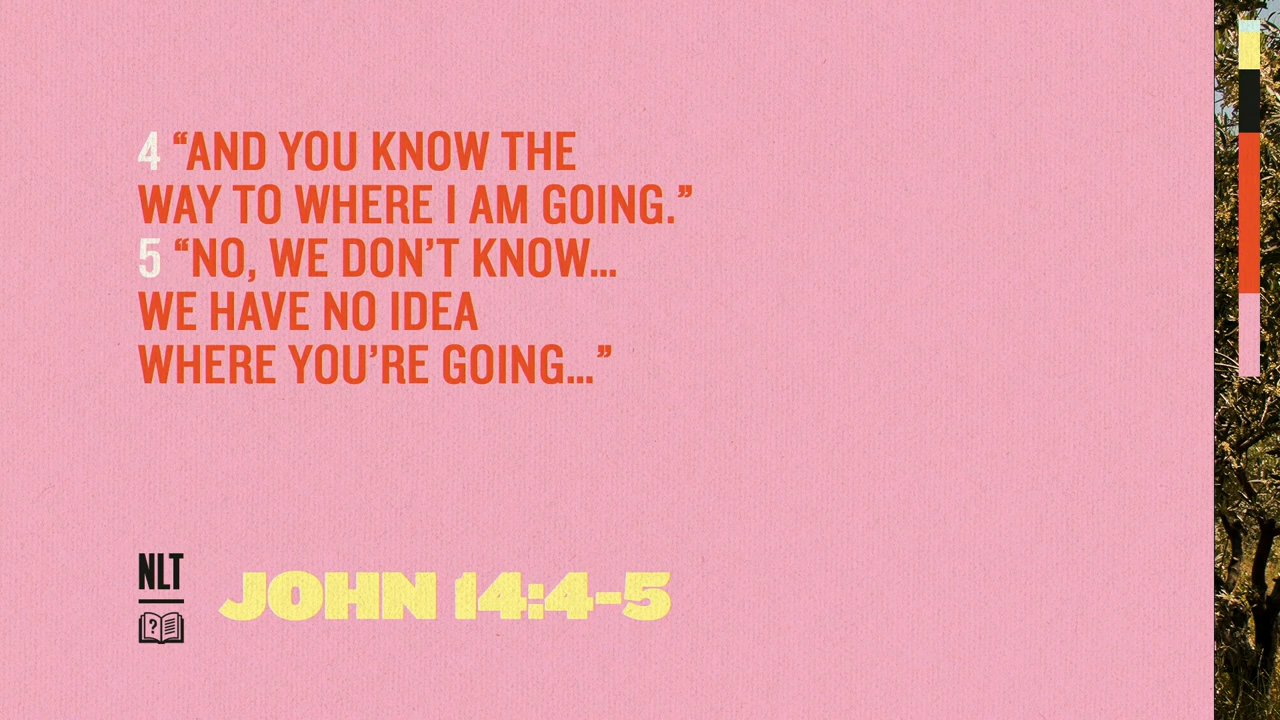 4 “AND YOU KNOW THE
WAY TO WHERE I AM GOING.”
5 “NO, WE DON’T KNOW...
WE HAVE NO IDEA
WHERE YOU’RE GOING...”
NLT
?
JOHN 14:4-5